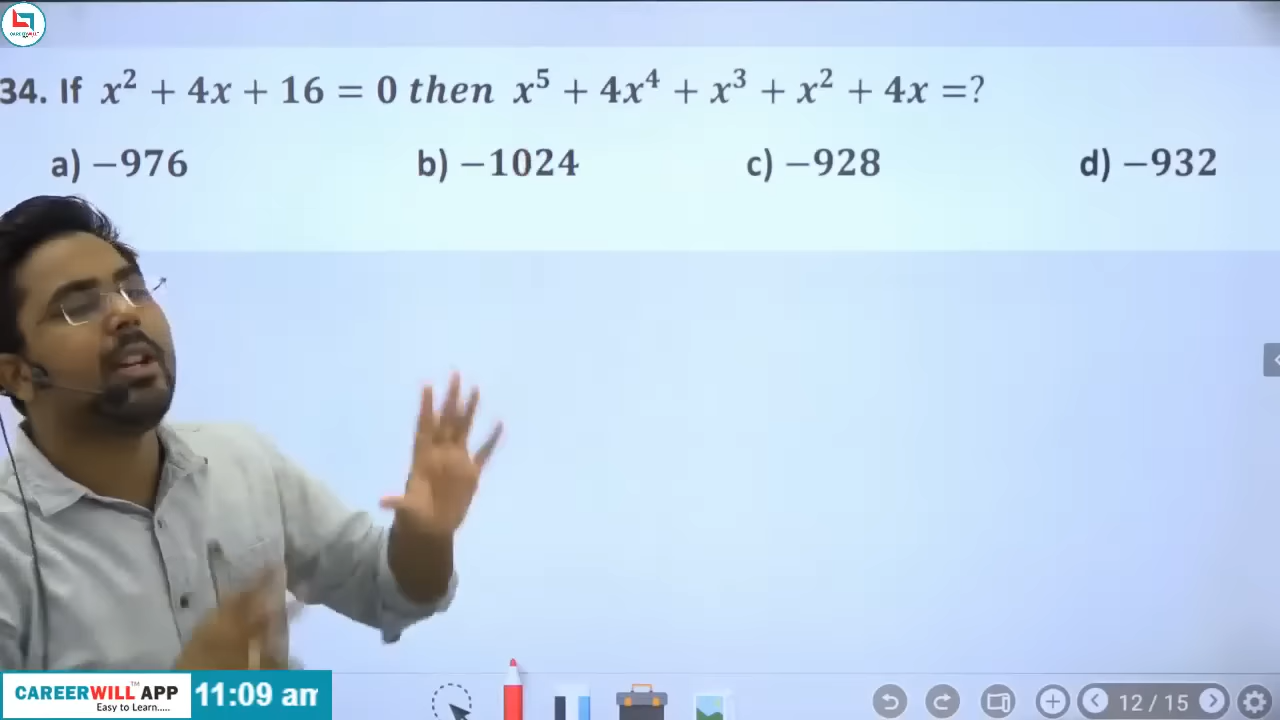 CAREERWILL
34. If x² + 4x + 16 = 0 then x⁵ + 4x⁴ + x³ + x² + 4x =?
a) −976 b) −1024 c) −928 d) −932
CAREERWILL™ APP
Easy to Learn.....
11:09 am
12 / 15